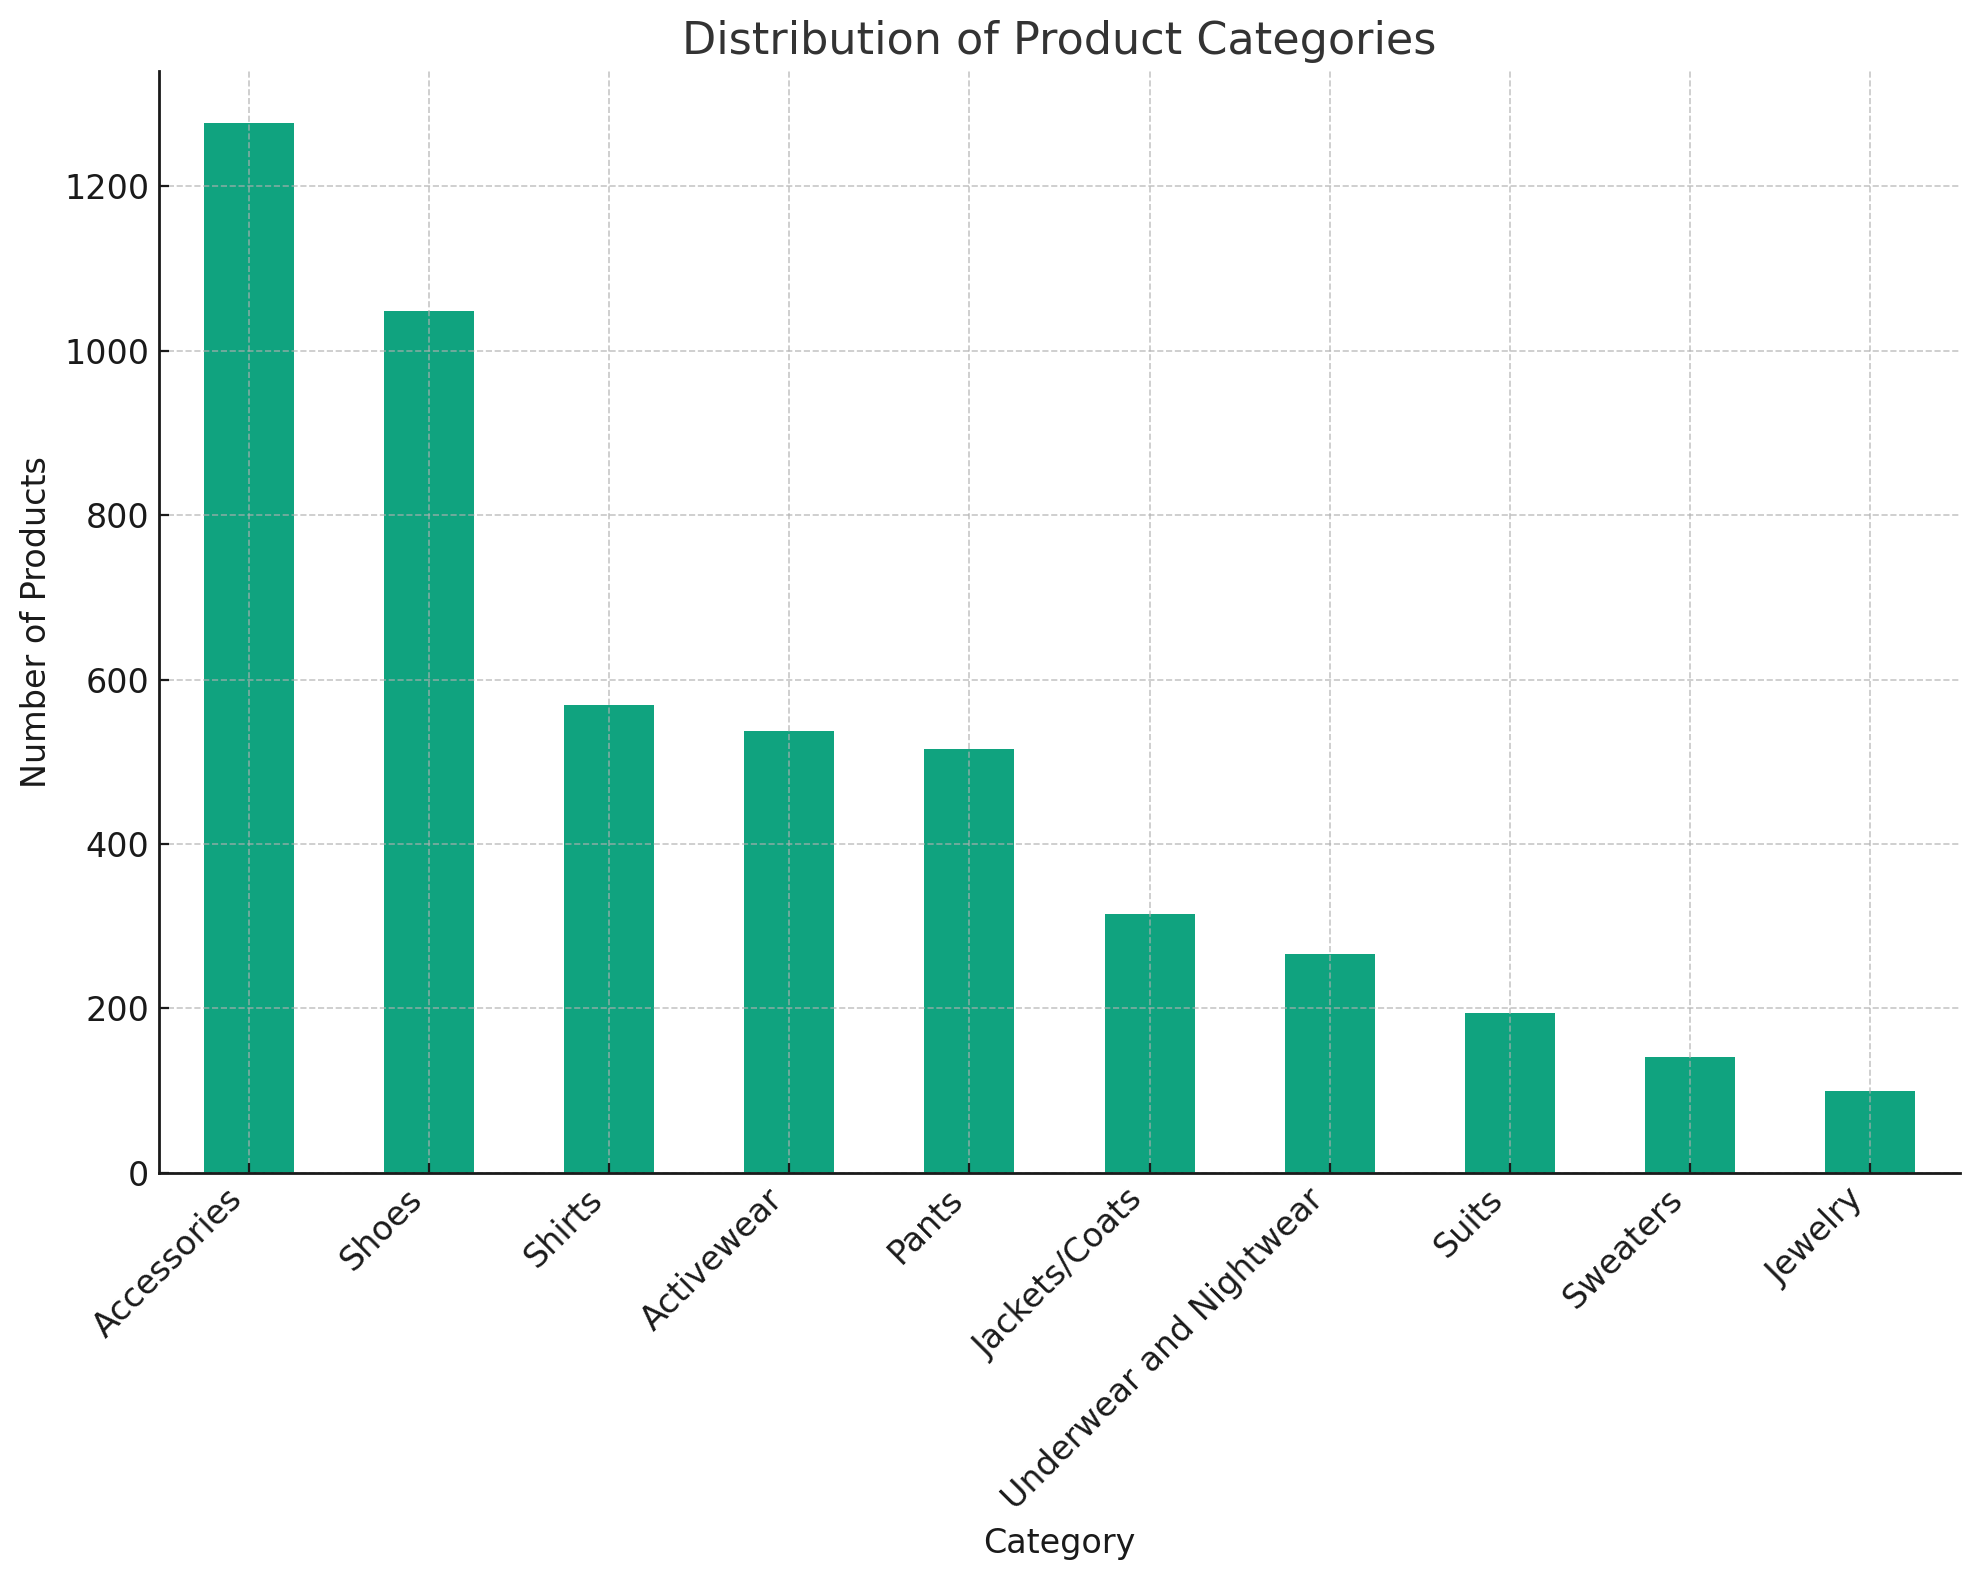 Distribution of Product Categories
1200
1000
800
600
400
200
0
Number of Products
Accessories
Shoes
Shirts
Activewear
Pants
Jackets/Coats
Underwear and Nightwear
Suits
Sweaters
Jewelry
Category